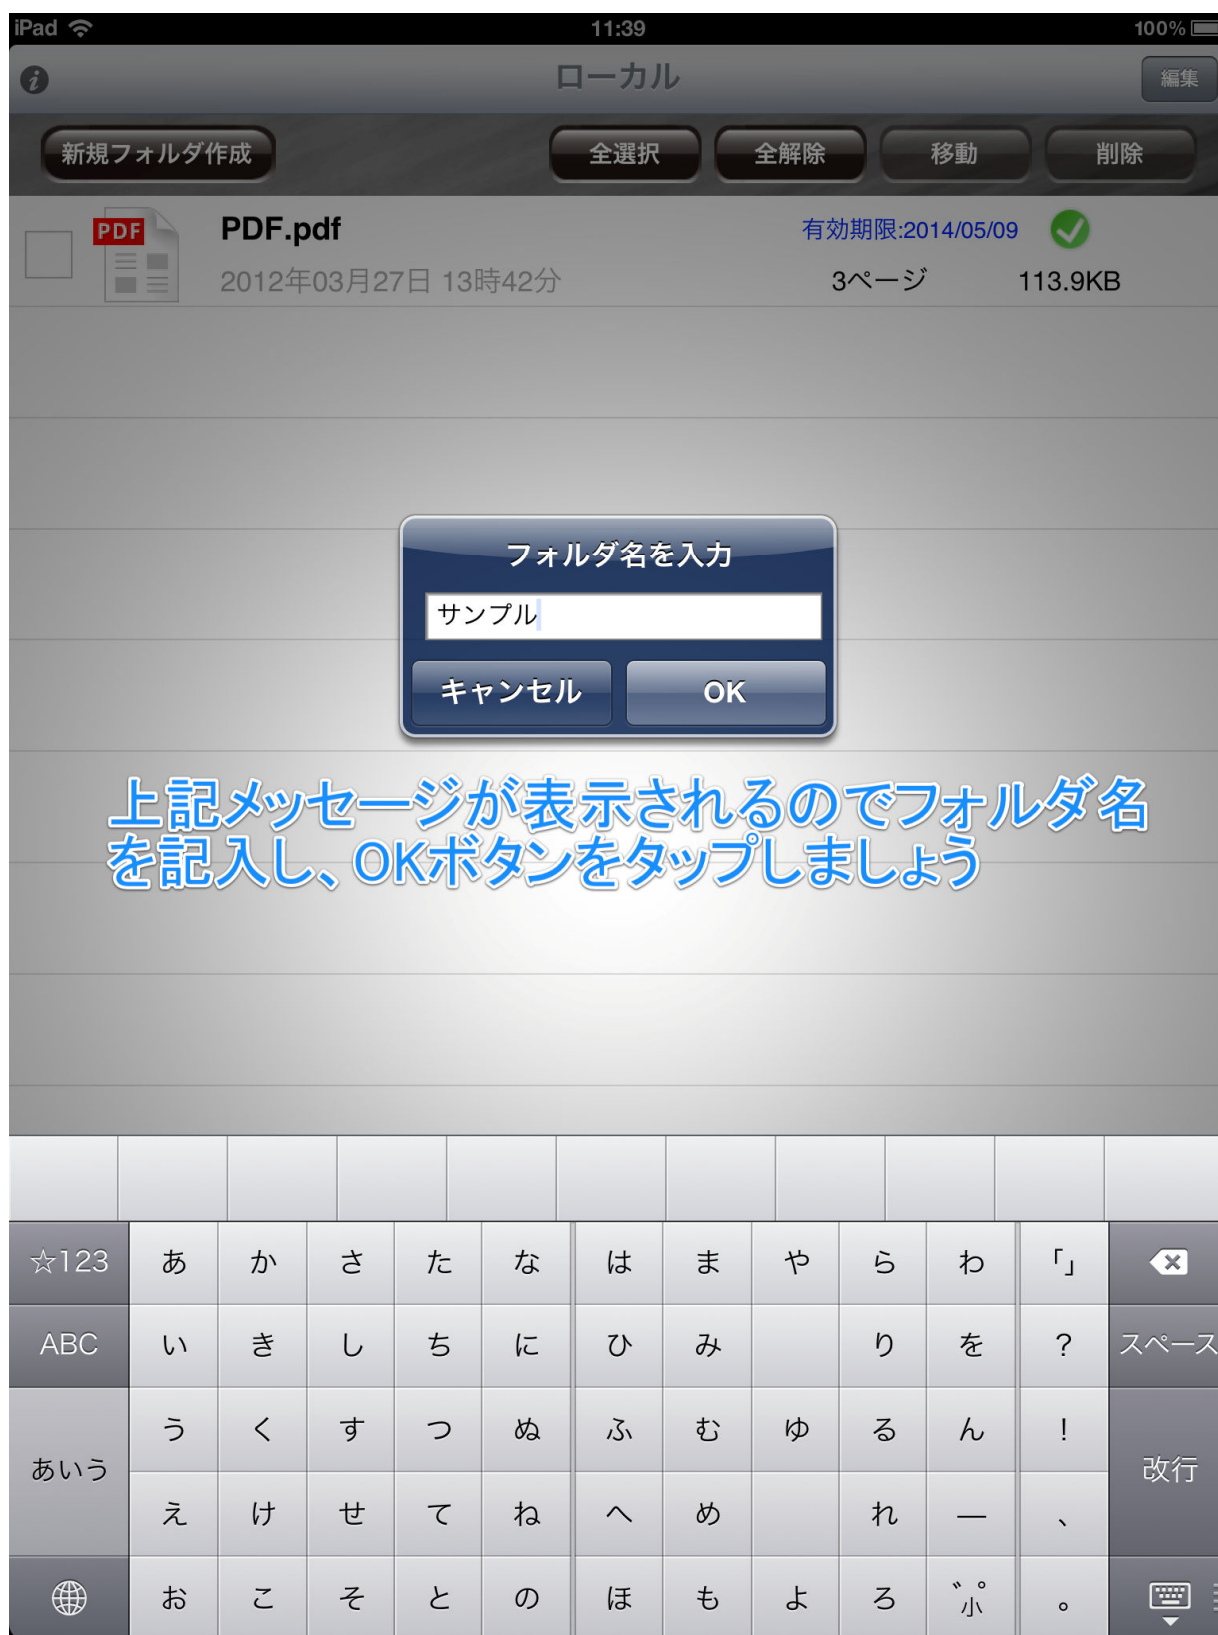 iPad 11:39 100%
ローカル 編集
新規フォルダ作成 全選択 全解除 移動 削除
PDF PDF.pdf 有効期限:2014/05/09
2012年03月27日 13時42分 3ページ 113.9KB
フォルダ名を入力
サンプル
キャンセル OK
上記メッセージが表示されるのでフォルダ名
を記入し、OKボタンをタップしましょう
☆123 あ か さ た な は ま や ら わ 「」
ABC い き し ち に ひ み り を ? スペース
う く す つ ぬ ふ む ゆ る ん !
あいう 改行
え け せ て ね へ め れ ー 、
お こ そ と の ほ も よ ろ ゛゜小 。